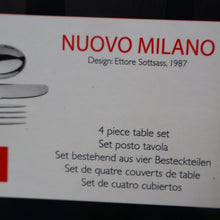 NUOVO MILANO
Design: Ettore Sottsass, 1987
4 piece table set
Set posto tavola
Set bestehend aus vier Besteckteilen
Set de quatre couverts de table
Set de cuatro cubiertos